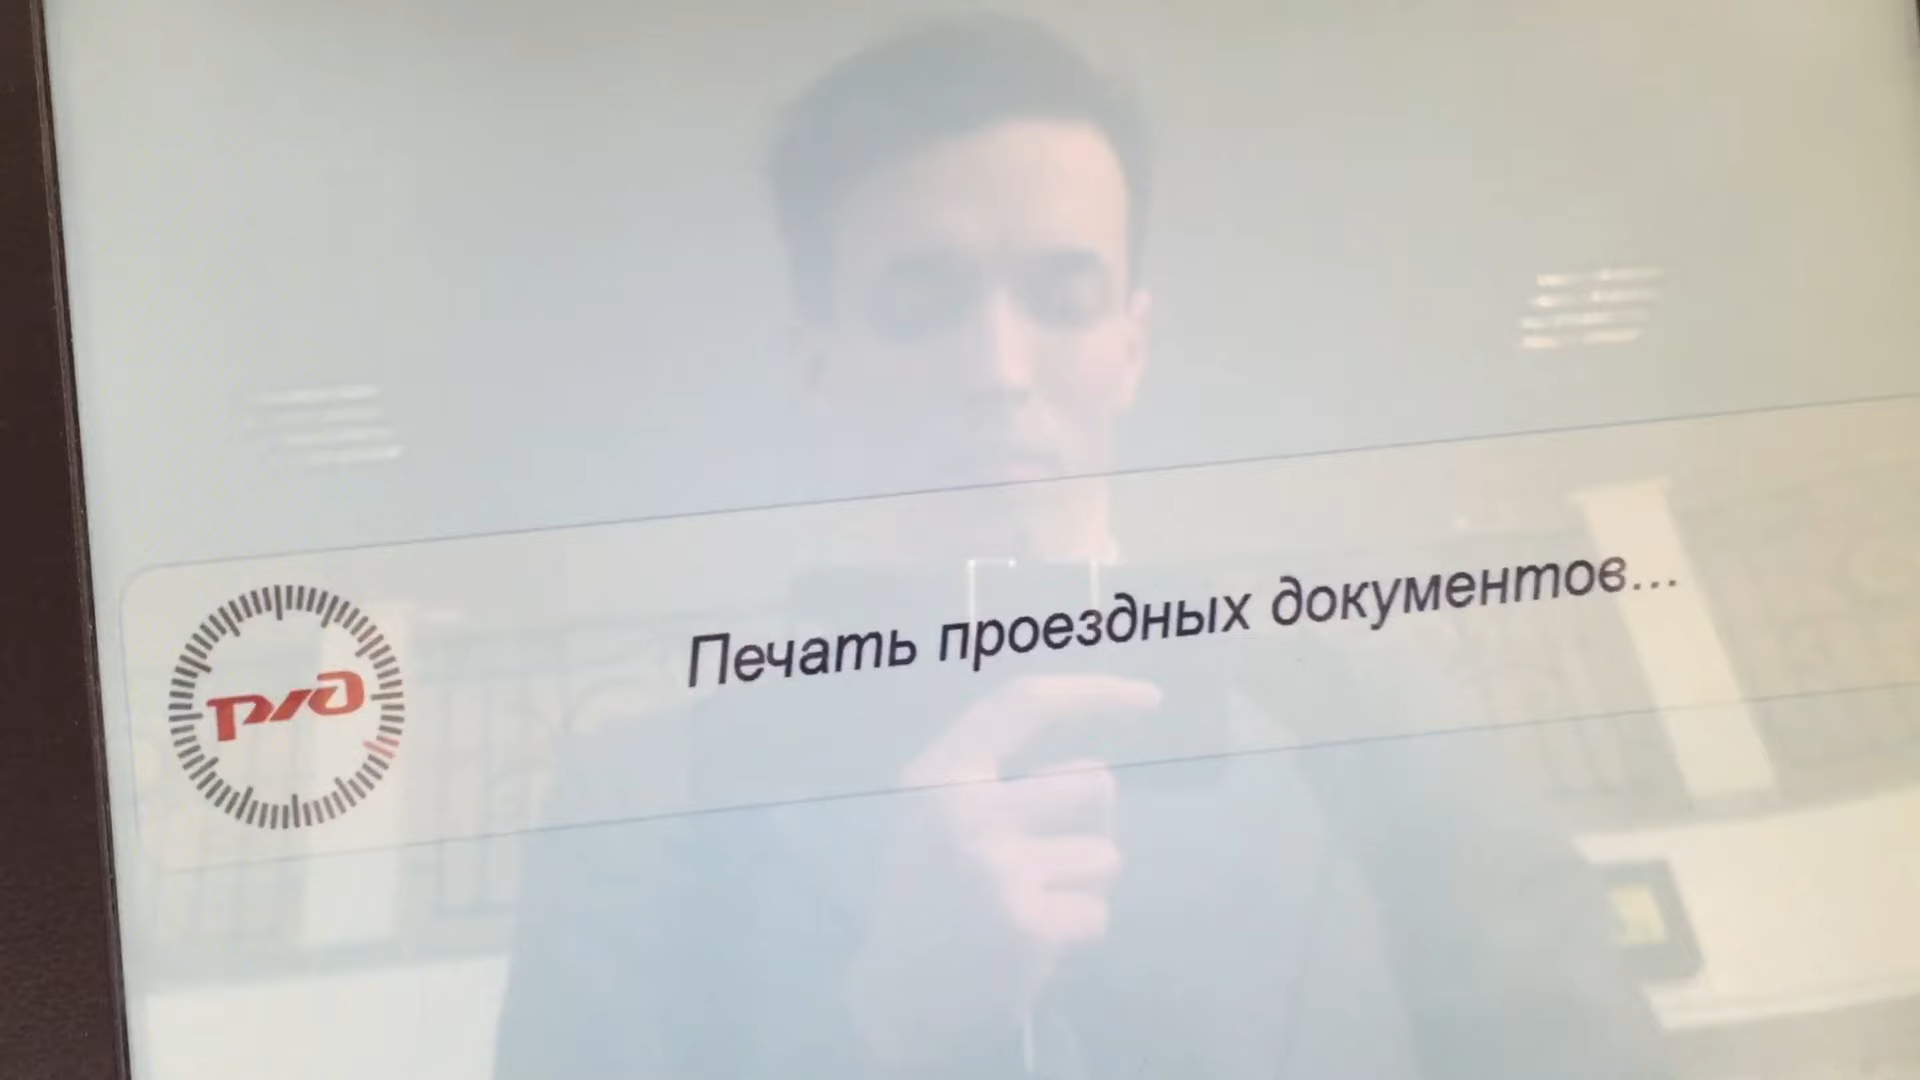 Печать проездных документов...
РЖД